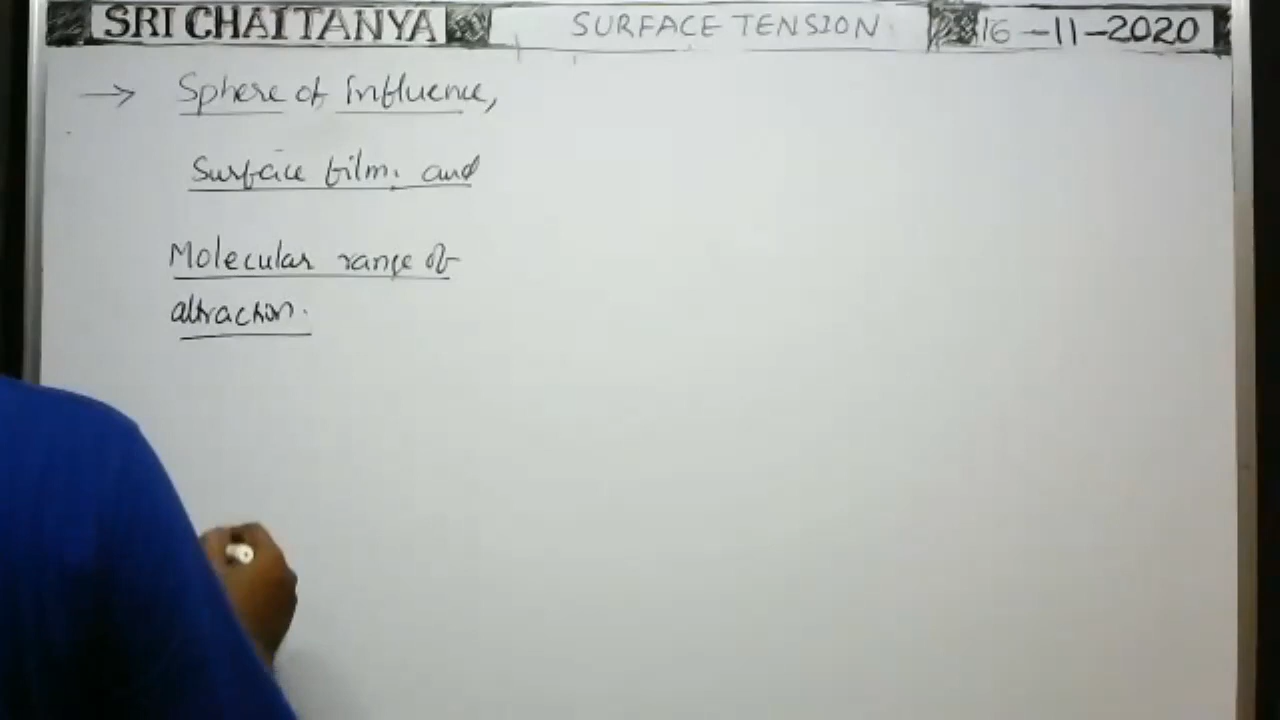 SRI CHAITANYA SURFACE TENSION 16-11-2020
→ Sphere of Influence,
Surface film. and
Molecular range of
attraction.